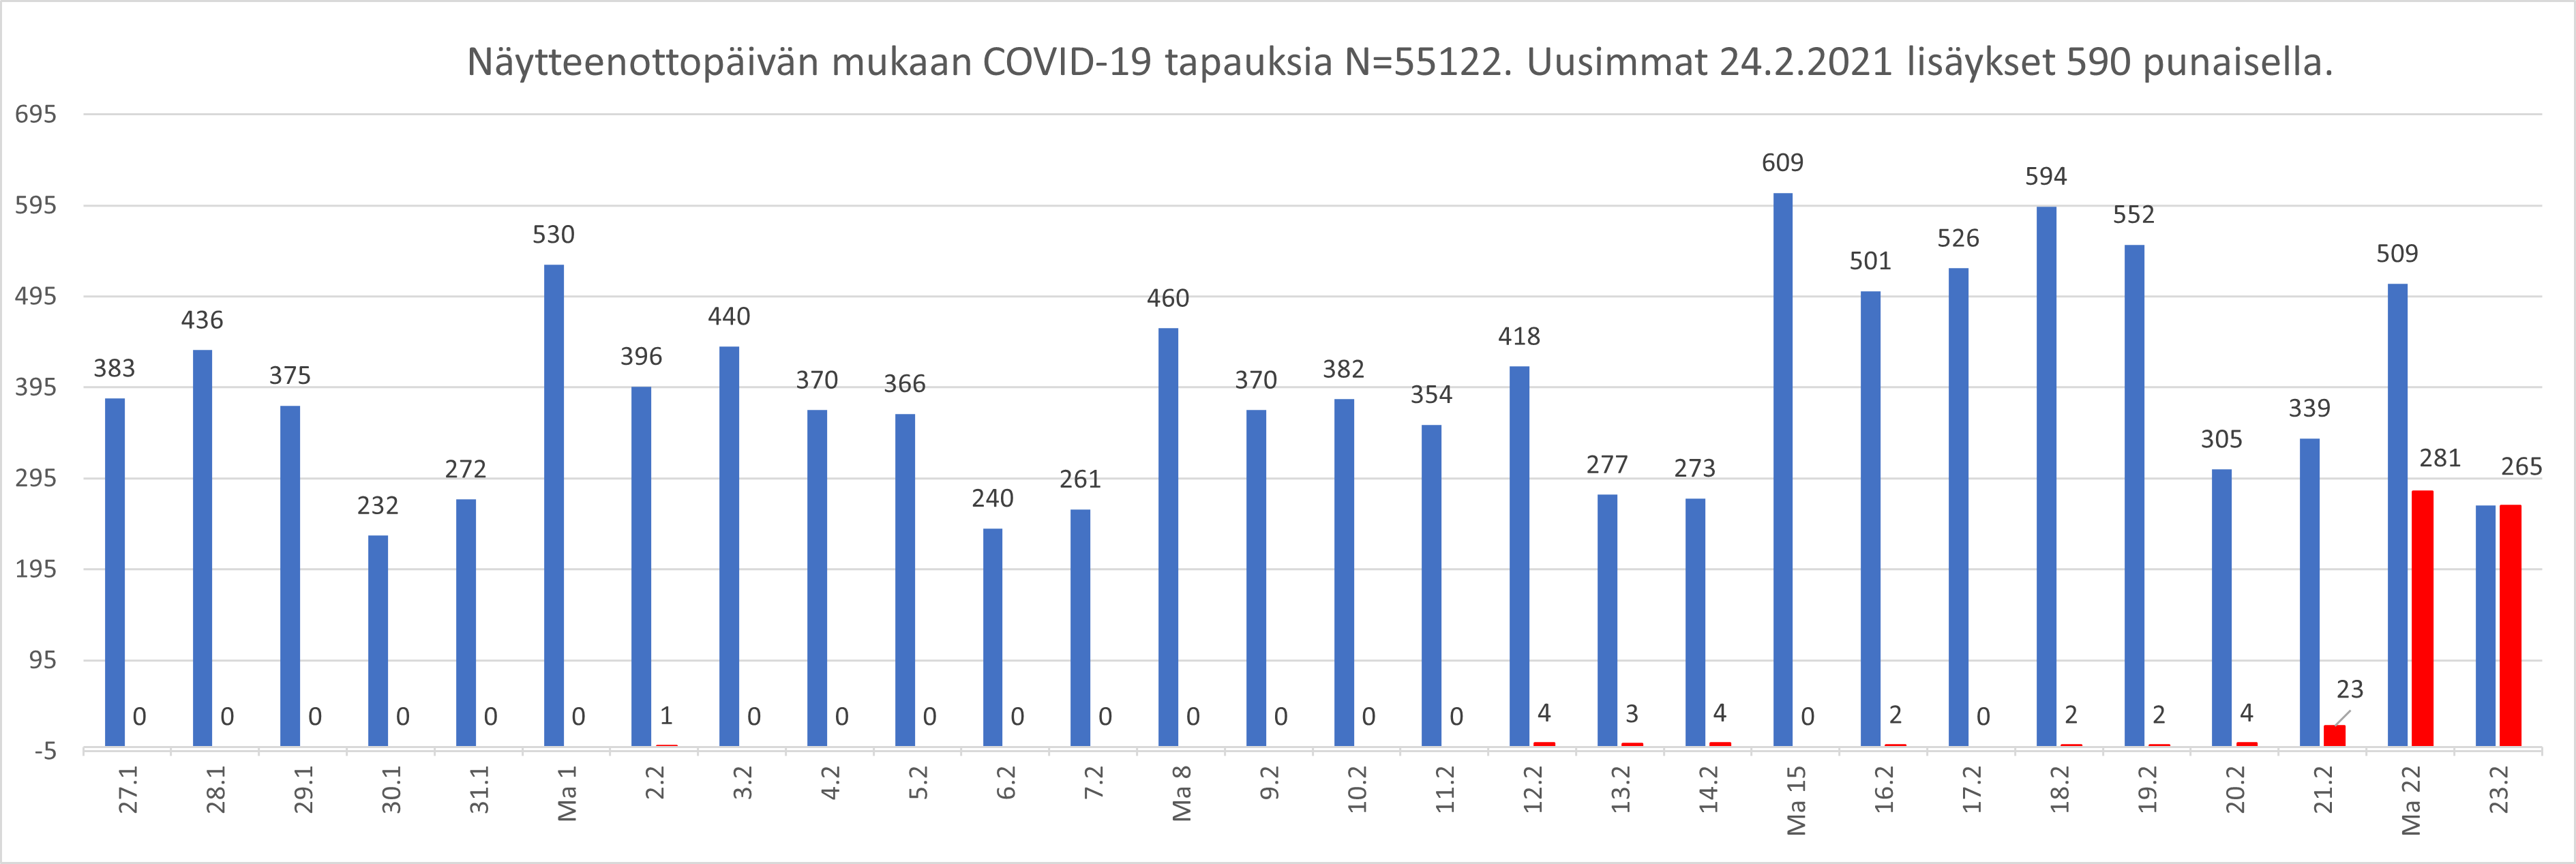 Näytteenottopäivän mukaan COVID-19 tapauksia N=55122. Uusimmat 24.2.2021 lisäykset 590 punaisella.
695
595
495
395
295
195
95
-5
383 436 375 232 272 530 396 440 370 366 240 261 460 370 382 354 418 277 273 609 501 526 594 552 305 339 509
0 0 0 0 0 0 1 0 0 0 0 0 0 0 0 0 4 3 4 0 2 0 2 2 4 23 281 265
27.1 28.1 29.1 30.1 31.1 Ma 1 2.2 3.2 4.2 5.2 6.2 7.2 Ma 8 9.2 10.2 11.2 12.2 13.2 14.2 Ma 15 16.2 17.2 18.2 19.2 20.2 21.2 Ma 22 23.2